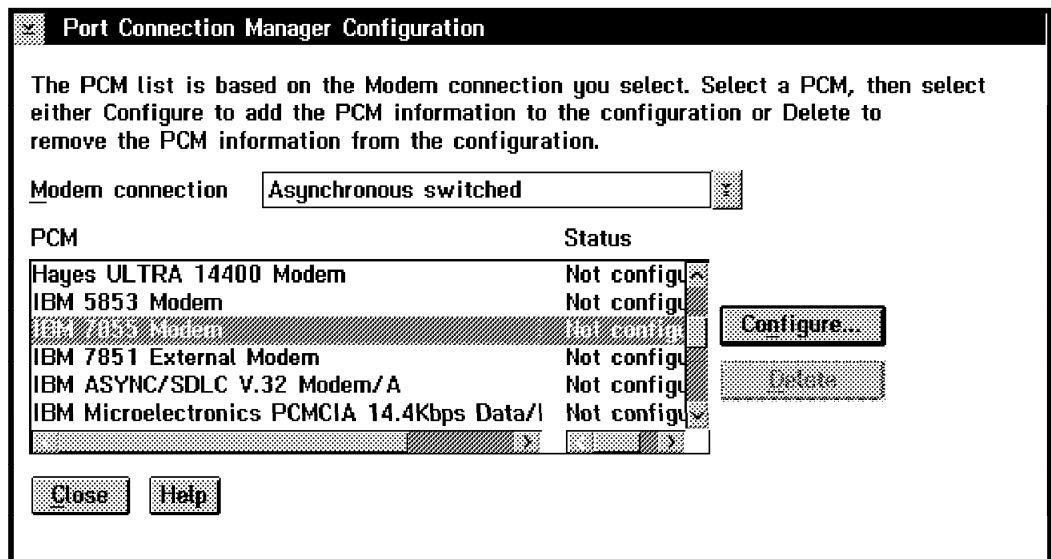 Port Connection Manager Configuration
The PCM list is based on the Modem connection you select. Select a PCM, then select
either Configure to add the PCM information to the configuration or Delete to
remove the PCM information from the configuration.
Modem connection Asynchronous switched
PCM Status
Hayes ULTRA 14400 Modem Not configu
IBM 5853 Modem Not configu
IBM 7855 Modem Not configu
IBM 7851 External Modem Not configu
IBM ASYNC/SDLC V.32 Modem/A Not configu
IBM Microelectronics PCMCIA 14.4Kbps Data/ Not configu
Configure...
Delete
Close Help